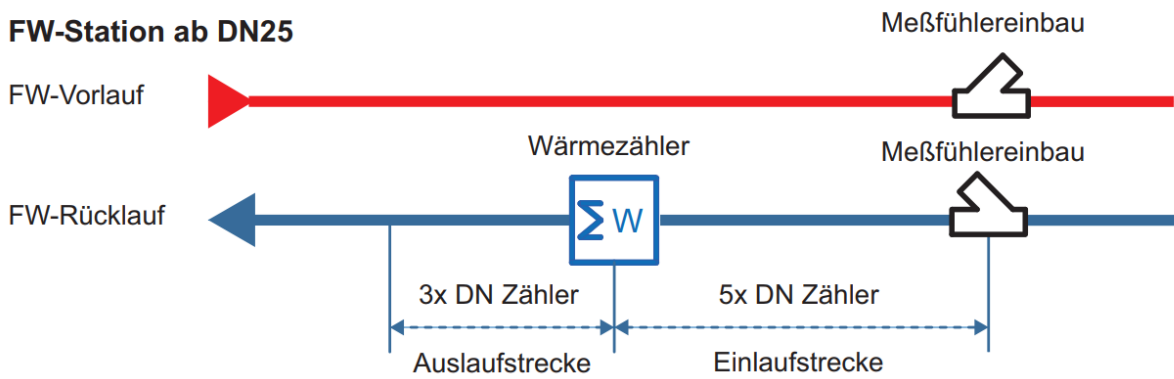 FW-Station ab DN25
Meßfühlereinbau
FW-Vorlauf
Wärmezähler
Meßfühlereinbau
FW-Rücklauf
∑ W
3x DN Zähler
5x DN Zähler
Auslaufstrecke
Einlaufstrecke